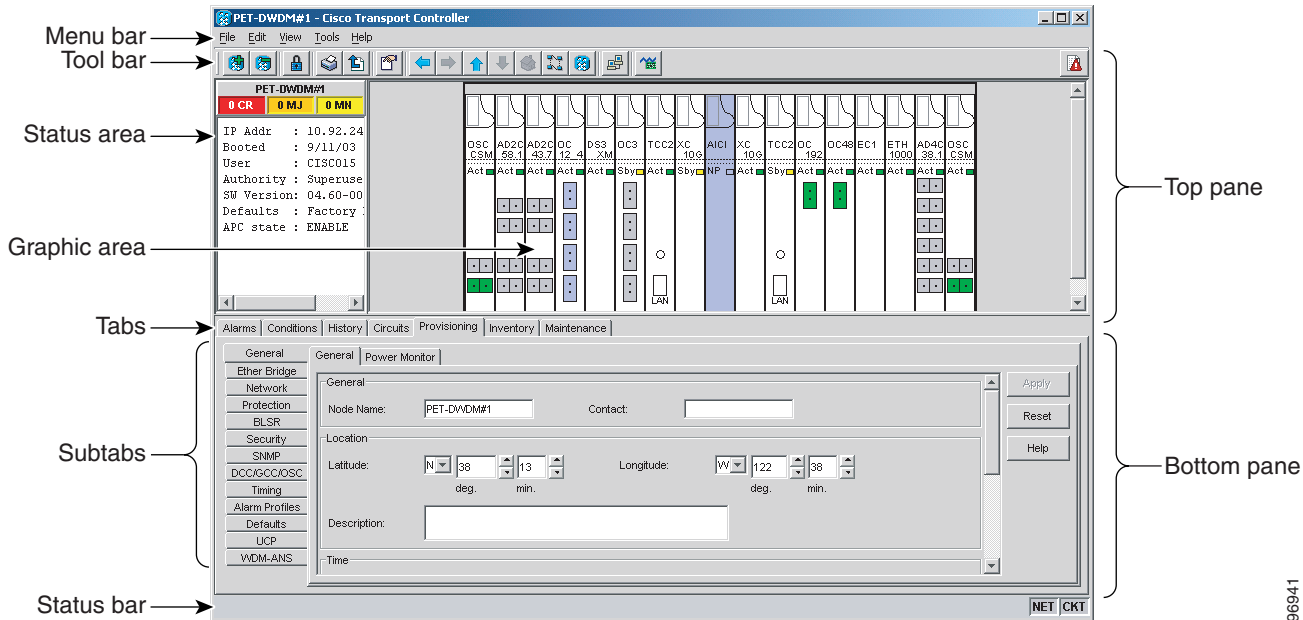 PET-DWDM#1 - Cisco Transport Controller
Menu bar
File Edit View Tools Help
Tool bar
PET-DWDM#1
0 CR 0 MJ 0 MN
Status area
IP Addr : 10.92.24
Booted : 9/11/03
User : CISCO15
Authority : Superuse
SW Version: 04.60-00
Defaults : Factory
APC state : ENABLE
OSC CSM
AD2C 58.1
AD2C 43.7
OC 12_4
DS3 XM
OC3
TCC2
XC 10G
AICI
XC 10G
TCC2
OC 192
OC48
EC1
ETH 1000
AD4C 38.1
OSC CSM
Act Act Act Act Act Sby Act Sby NP Act Sby Act Act Act Act Act Act
LAN LAN
Graphic area
Top pane
Tabs
Alarms Conditions History Circuits Provisioning Inventory Maintenance
Subtabs
General
Ether Bridge
Network
Protection
BLSR
Security
SNMP
DCC/GCC/OSC
Timing
Alarm Profiles
Defaults
UCP
WDM-ANS
General Power Monitor
General
Node Name: PET-DWDM#1 Contact:
Location
Latitude: N 38 13 Longitude: W 122 38
deg. min. deg. min.
Description:
Time
Apply
Reset
Help
Bottom pane
Status bar
NET CKT
96941